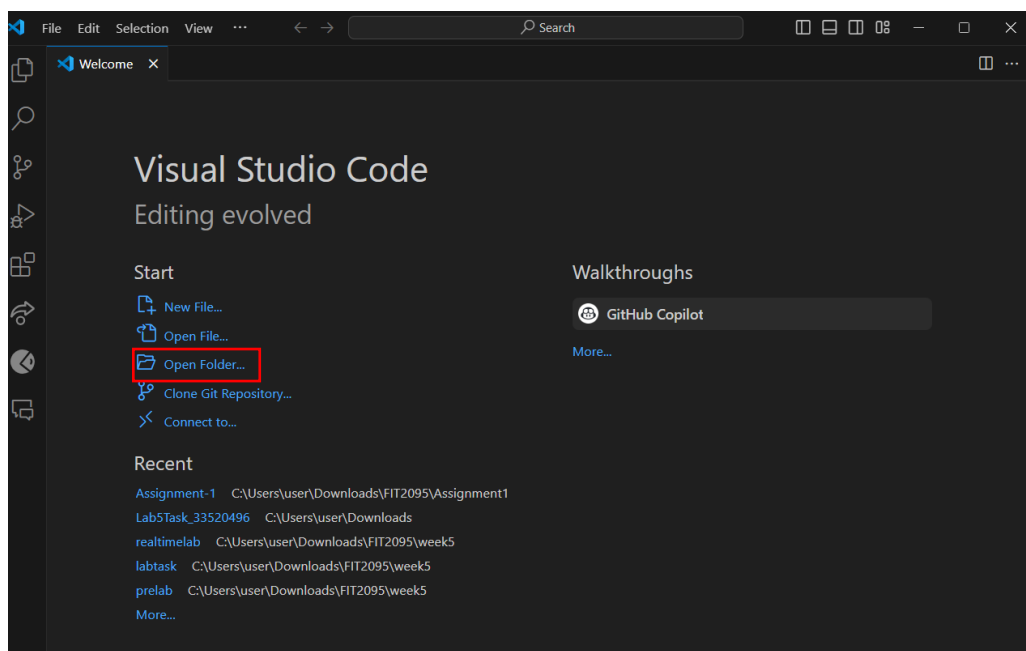 File Edit Selection View ··· Search
Welcome
Visual Studio Code
Editing evolved
Start
New File...
Open File...
Open Folder...
Clone Git Repository...
Connect to...
Walkthroughs
GitHub Copilot
More...
Recent
Assignment-1 C:\Users\user\Downloads\FIT2095\Assignment1
Lab5Task_33520496 C:\Users\user\Downloads
realtimelab C:\Users\user\Downloads\FIT2095\week5
labtask C:\Users\user\Downloads\FIT2095\week5
prelab C:\Users\user\Downloads\FIT2095\week5
More...